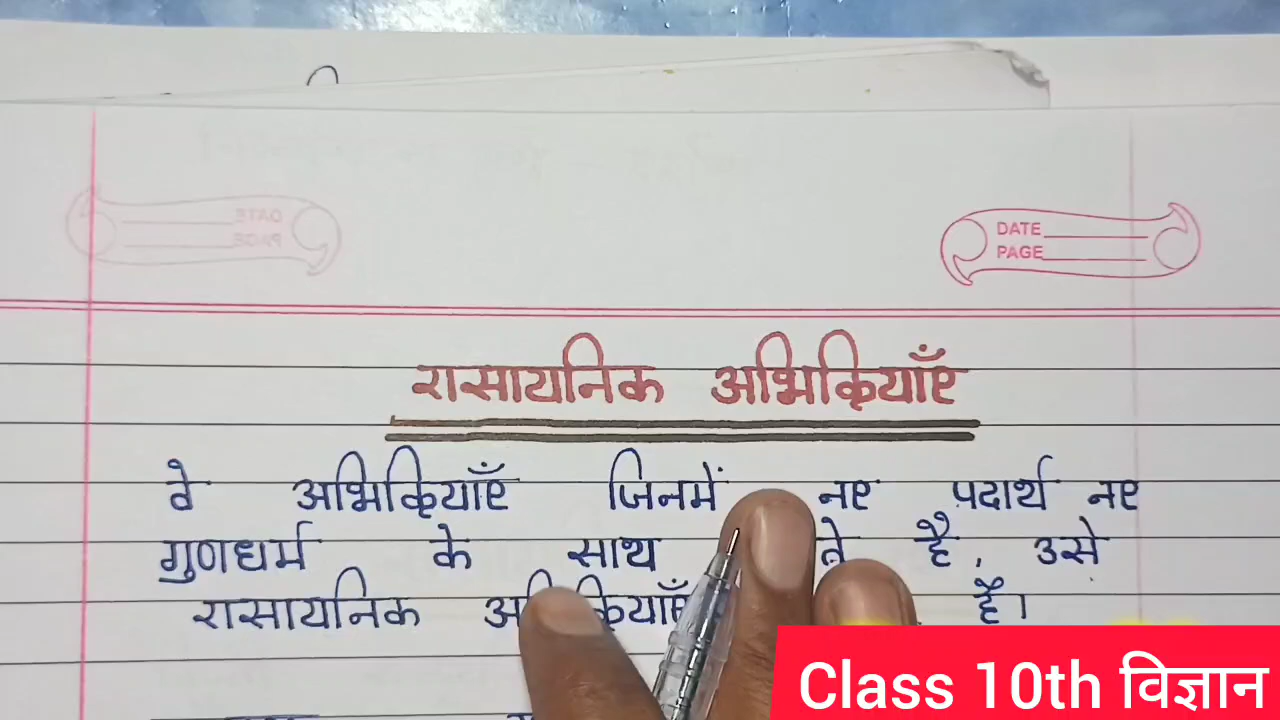 DATE
PAGE
रासायनिक अभिक्रियाएँ
वे अभिक्रियाएँ जिनमें नए पदार्थ नए
गुणधर्म के साथ है, उसे
रासायनिक है।
Class 10th विज्ञान